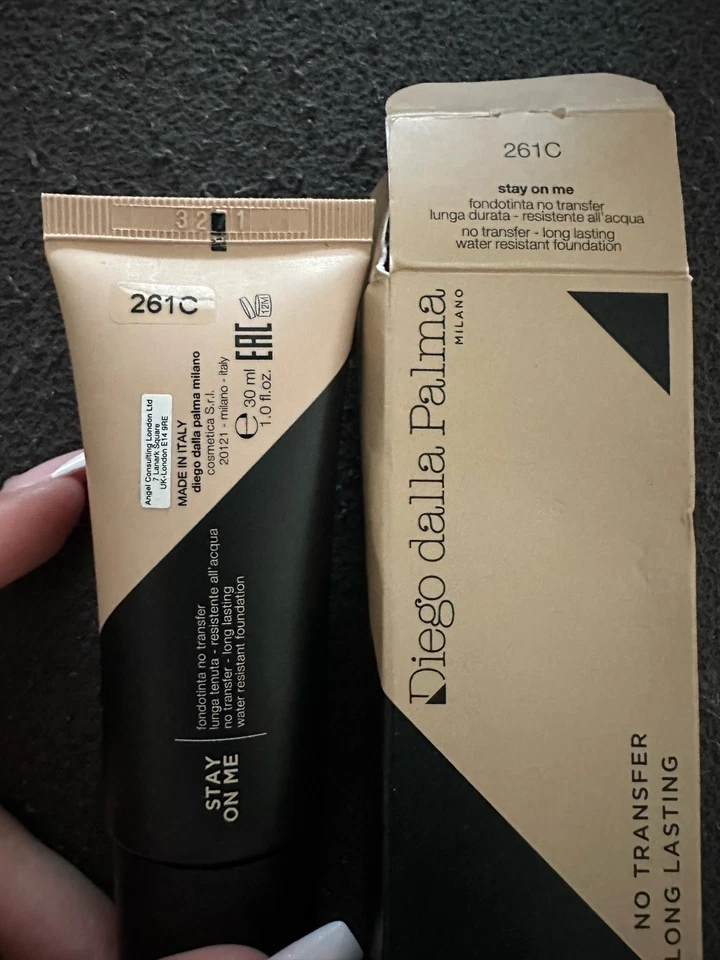 32 1
261C
12M
EAC
e 30 ml
1.0 fl.oz.
Angel Consulting London Ltd
7 Lanark Square
UK-London E14 9RE
MADE IN ITALY
diego dalla palma milano
cosmetica S.r.l.
20121 - milano - italy
fondotinta no transfer
lunga tenuta - resistente all'acqua
no transfer - long lasting
water resistant foundation
STAY
ON ME
261C
stay on me
fondotinta no transfer
lunga durata - resistente all'acqua
no transfer - long lasting
water resistant foundation
Diego dalla Palma
MILANO
NO TRANSFER
LONG LASTING